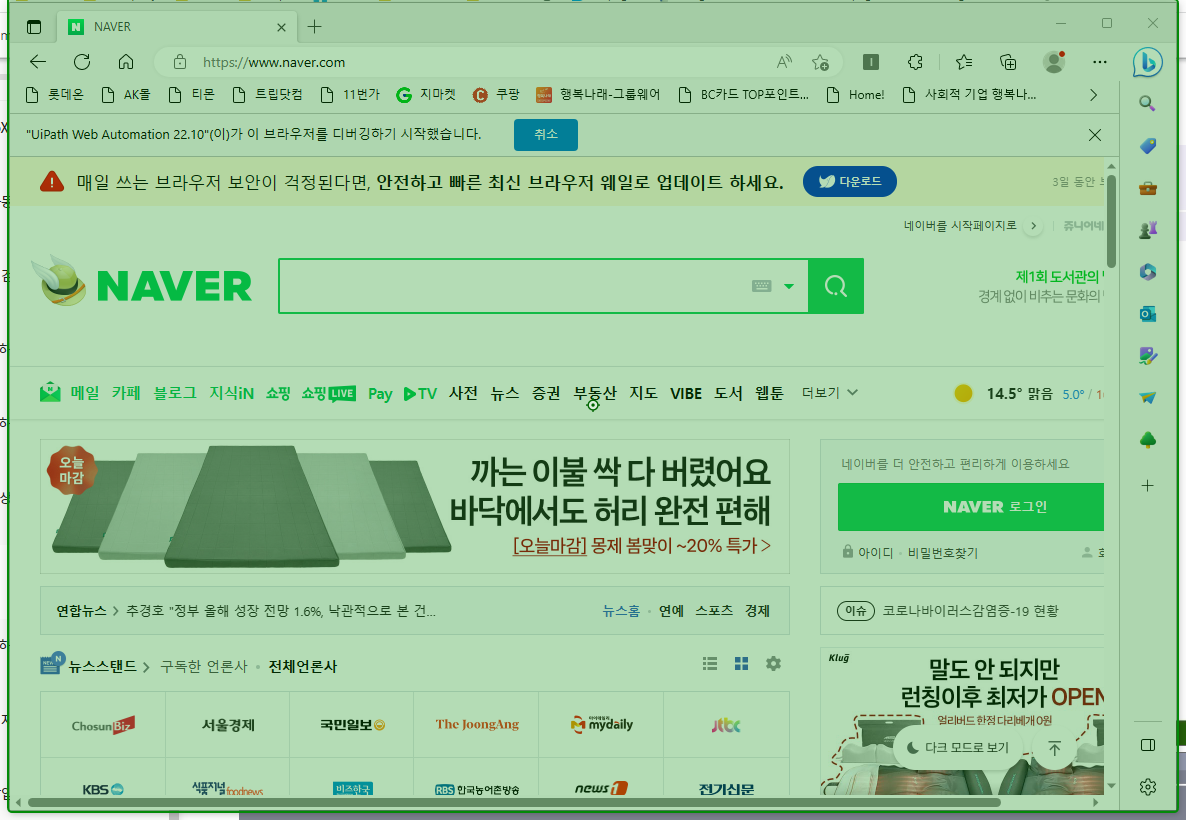 NAVER
https://www.naver.com
롯데온 AK몰 티몬 트립닷컴 11번가 지마켓 쿠팡 행복나래-그룹웨어 BC카드 TOP포인트... Home! 사회적 기업 행복나...
"UiPath Web Automation 22.10"(이)가 이 브라우저를 디버깅하기 시작했습니다. 취소
매일 쓰는 브라우저 보안이 걱정된다면, 안전하고 빠른 최신 브라우저 웨일로 업데이트 하세요. 다운로드 3일 동안
네이버를 시작페이지로 쥬니어네
NAVER
제1회 도서관의
경계 없이 비추는 문화의
메일 카페 블로그 지식iN 쇼핑 쇼핑LIVE Pay TV 사전 뉴스 증권 부동산 지도 VIBE 도서 웹툰 더보기 14.5° 맑음 5.0° /
오늘
마감
까는 이불 싹 다 버렸어요
바닥에서도 허리 완전 편해
[오늘마감] 몽제 봄맞이 ~20% 특가 >
네이버를 더 안전하고 편리하게 이용하세요
NAVER 로그인
아이디 · 비밀번호찾기
연합뉴스 > 추경호 "정부 올해 성장 전망 1.6%, 낙관적으로 본 건... 뉴스홈 · 연예 스포츠 경제
이슈 코로나바이러스감염증-19 현황
뉴스스탠드 > 구독한 언론사 · 전체언론사
ChosunBiz 서울경제 국민일보 The JoongAng mydaily jtbc
KBS 식품저널 foodnews 비즈한국 RBS 한국농어촌방송 news1 전기신문
Klug
말도 안 되지만
런칭이후 최저가 OPEN
얼리버드 한정 다리베개 0원
다크 모드로 보기